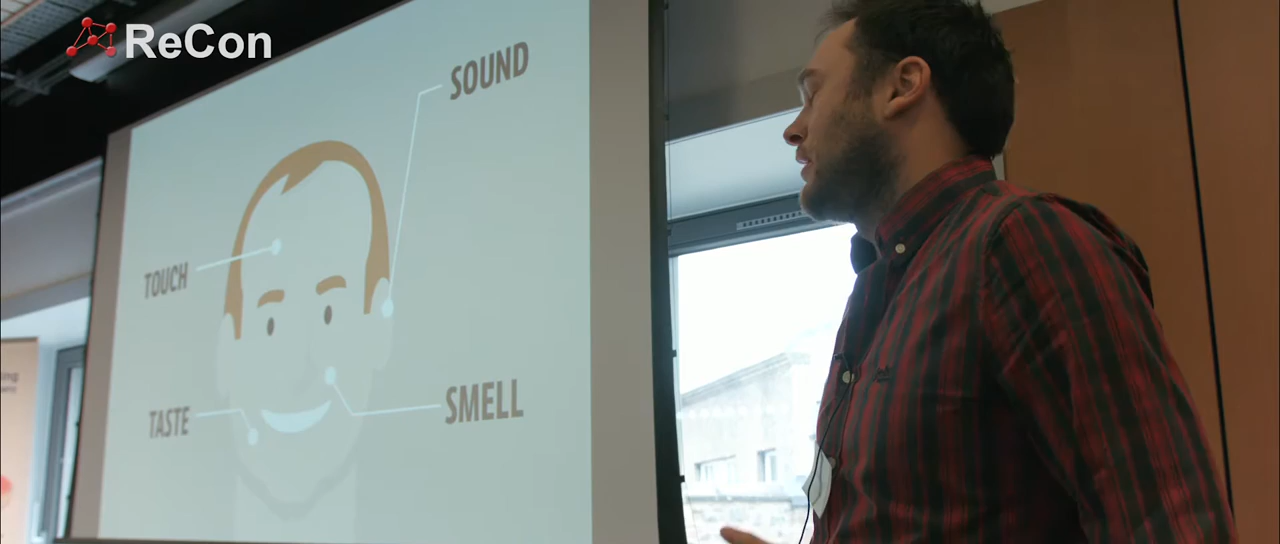 ReCon
SOUND
TOUCH
TASTE
SMELL